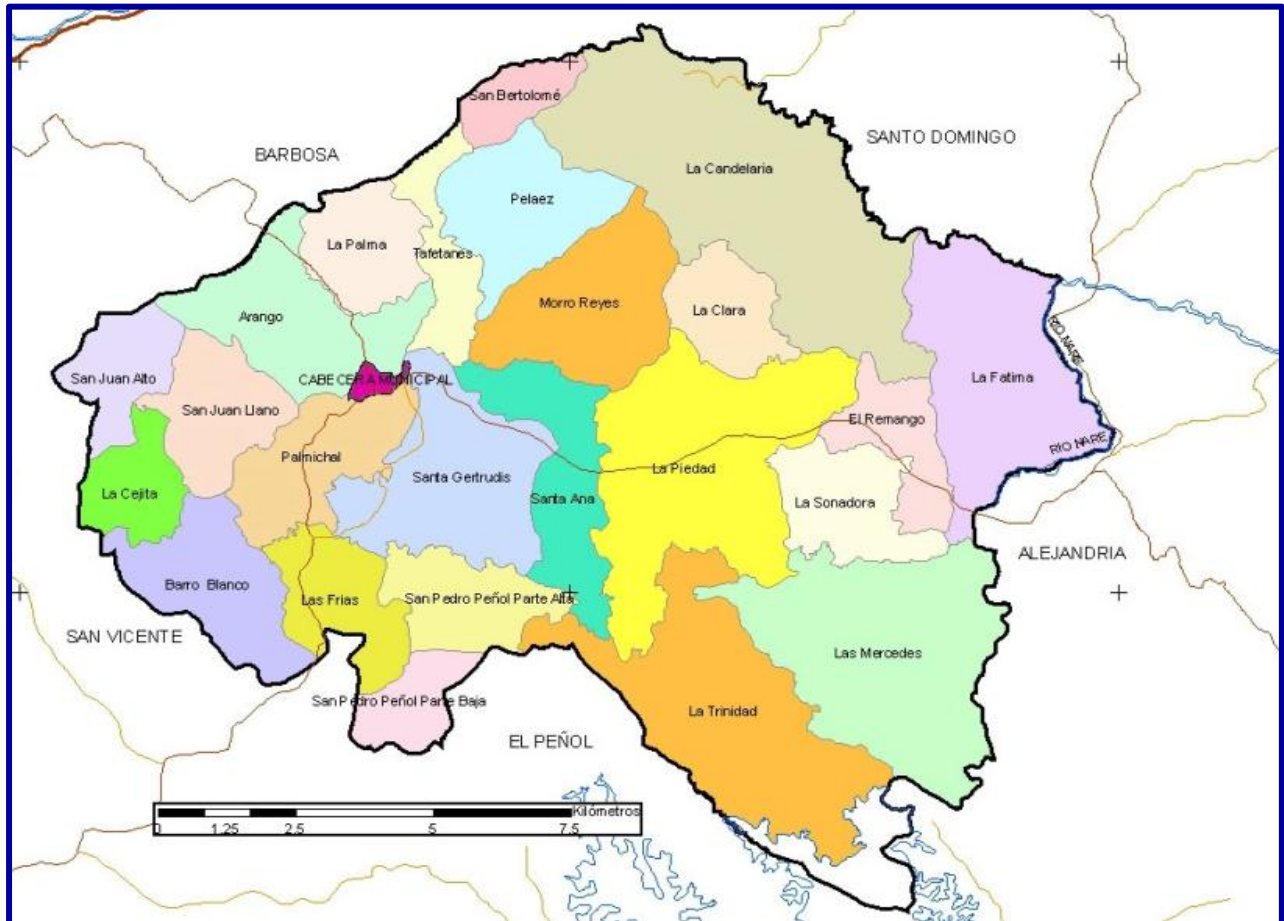 San Bertolomé
SANTO DOMINGO
BARBOSA
La Candelaria
Pelaez
La Palma
Tafetanes
Morro Reyes
La Clara
Arango
RIO NARE
La Fatima
San Juan Alto
CABECERA MUNICIPAL
San Juan Llano
El Remango
RIO NARE
Palmichal
La Piedad
Santa Gertrudis
La Cejita
Santa Ana
La Sonadora
ALEJANDRIA
Barro Blanco
Las Frias
San Pedro Peñol Parte Alta
SAN VICENTE
Las Mercedes
San Pedro Peñol Parte Baja
La Trinidad
EL PEÑOL
Kilómetros
0 1.25 2.5 5 7.5